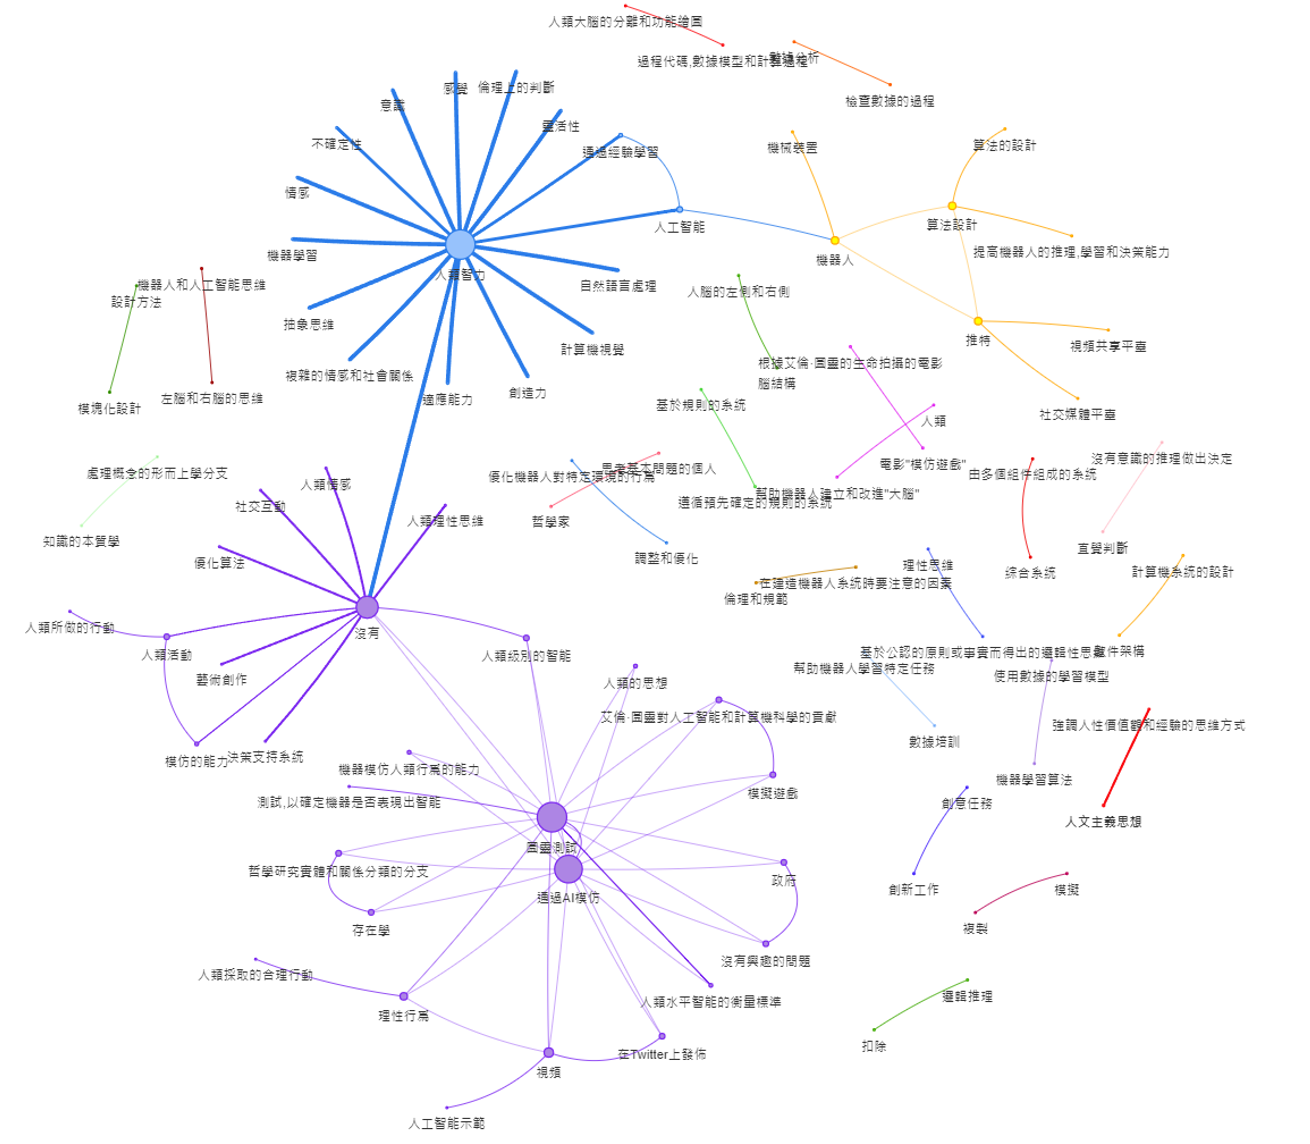 人類大腦的分離和功能繪圖
過程代碼,數據模型和計算過程
數據分析
檢查數據的過程
感覺
倫理上的判斷
意識
靈活性
不確定性
通過經驗學習
機械裝置
算法的設計
情感
人工智能
算法設計
機器學習
人類智力
機器人
提高機器人的推理,學習和決策能力
機器人和人工智能思維
設計方法
自然語言處理
人腦的左側和右側
抽象思維
計算機視覺
推特
視頻共享平臺
根據艾倫·圖靈的生命拍攝的電影
腦結構
複雜的情感和社會關係
創造力
適應能力
模塊化設計
左腦和右腦的思維
基於規則的系統
社交媒體平臺
人類
處理概念的形而上學分支
人類情感
優化機器人對特定環境的行爲
思考基本問題的個人
電影"模仿遊戲"
沒有意識的推理做出決定
由多個組件組成的系統
幫助機器人建立和改進"大腦"
遵循預先確定的規則的系統
社交互動
人類理性思維
哲學家
知識的本質學
直覺判斷
優化算法
調整和優化
理性思維
綜合系統
計算機系統的設計
在建造機器人系統時要注意的因素
倫理和規範
人類所做的行動
沒有
人類活動
人類級別的智能
基於公認的原則或事實而得出的邏輯性思維
軟件架構
幫助機器人學習特定任務
使用數據的學習模型
藝術創作
人類的思想
艾倫·圖靈對人工智能和計算機科學的貢獻
強調人性價值觀和經驗的思維方式
數據培訓
模仿的能力
決策支持系統
機器模仿人類行爲的能力
機器學習算法
模擬遊戲
測試,以確定機器是否表現出智能
創意任務
人文主義思想
圖靈測試
哲學研究實體和關係分類的分支
政府
創新工作
模擬
通過AI模仿
存在學
複製
沒有興趣的問題
人類採取的合理行動
人類水平智能的衡量標準
邏輯推理
理性行爲
扣除
在Twitter上發佈
視頻
人工智能示範